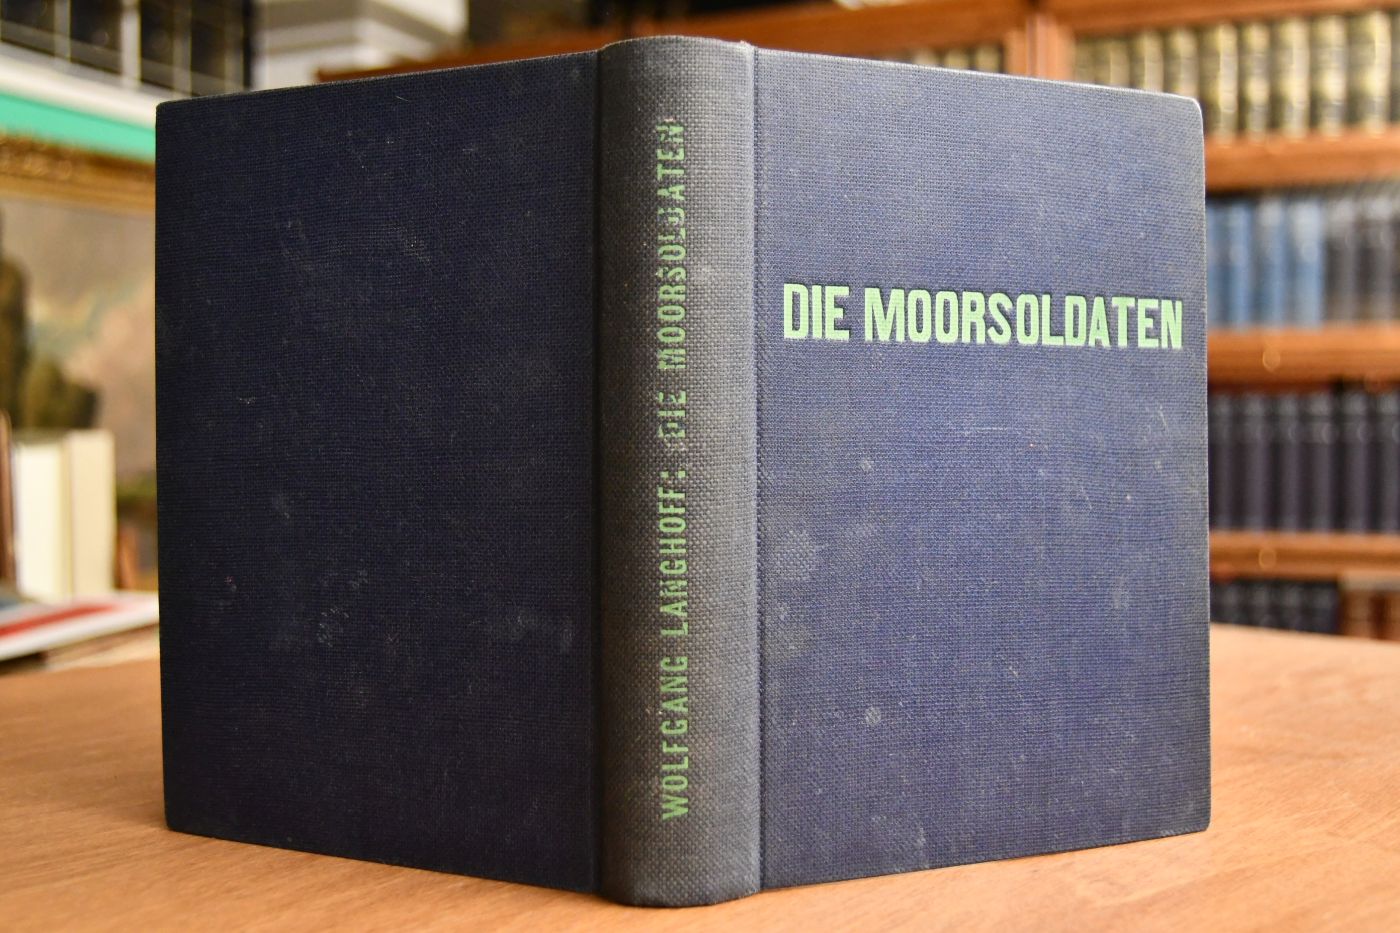 WOLFGANG LANGHOFF: DIE MOORSOLDATEN
DIE MOORSOLDATEN